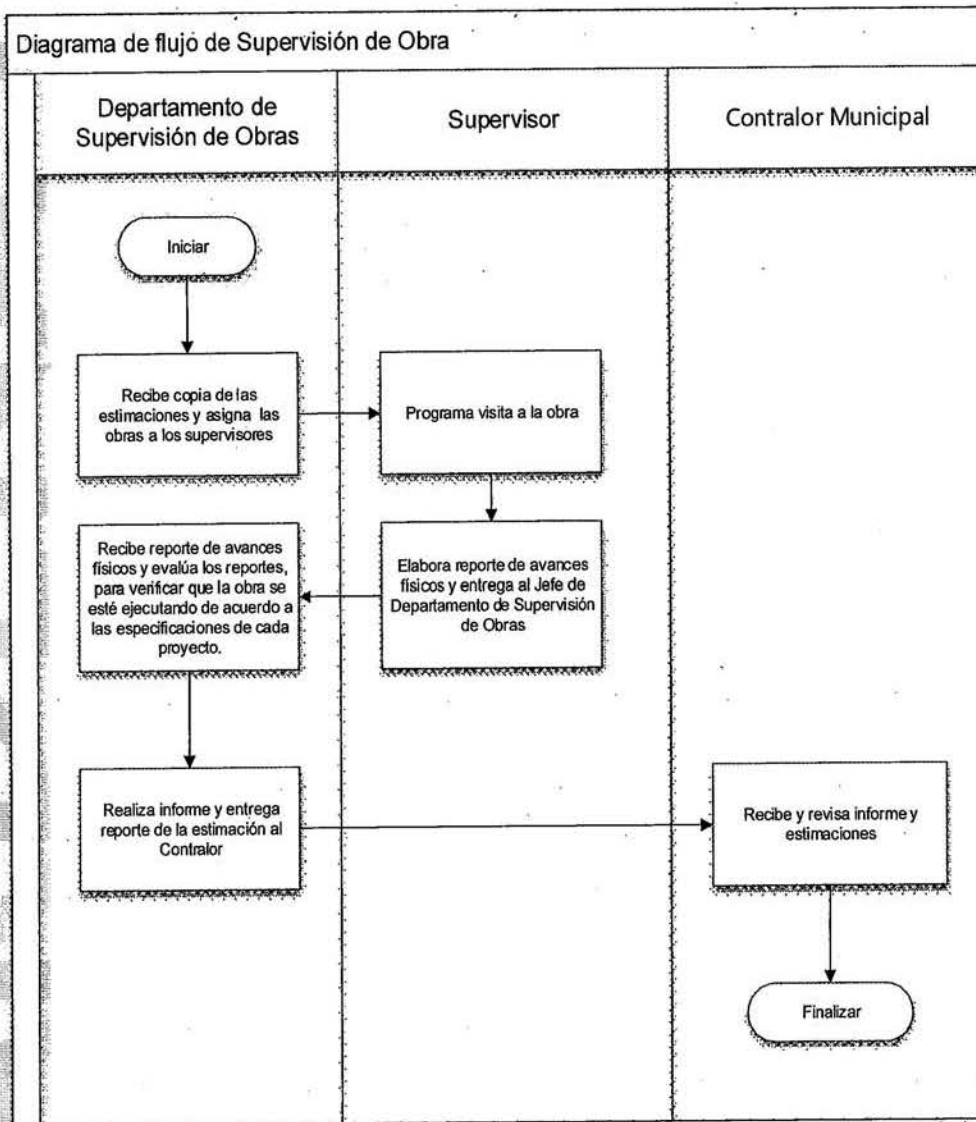 Diagrama de flujo de Supervisión de Obra
Departamento de
Supervisión de Obras
Supervisor
Contralor Municipal
Iniciar
Recibe copia de las
estimaciones y asigna las
obras a los supervisores
Programa visita a la obra
Recibe reporte de avances
físicos y evalúa los reportes,
para verificar que la obra se
esté ejecutando de acuerdo a
las especificaciones de cada
proyecto.
Elabora reporte de avances
físicos y entrega al Jefe de
Departamento de Supervisión
de Obras
Realiza informe y entrega
reporte de la estimación al
Contralor
Recibe y revisa informe y
estimaciones
Finalizar